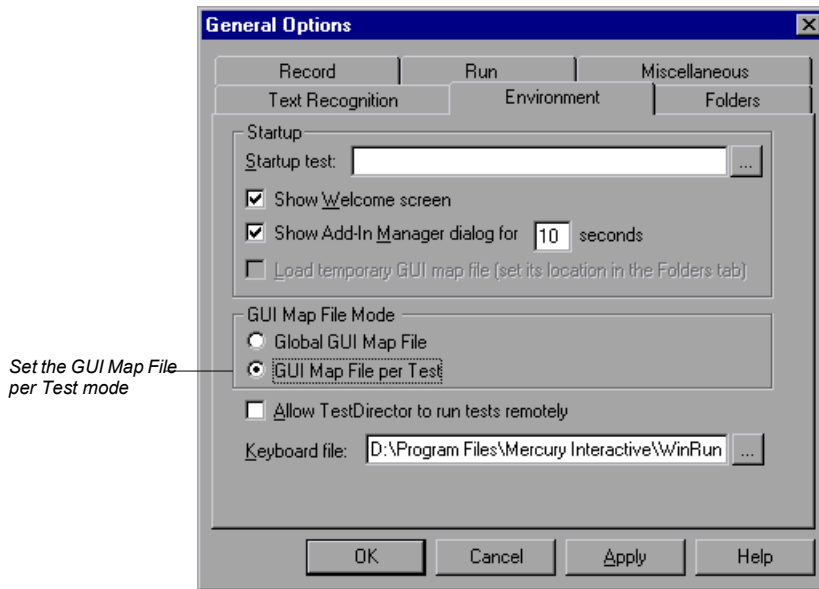 General Options
Record Run Miscellaneous
Text Recognition Environment Folders
Startup
Startup test: ...
Show Welcome screen
Show Add-In Manager dialog for 10 seconds
Load temporary GUI map file (set its location in the Folders tab)
GUI Map File Mode
Global GUI Map File
Set the GUI Map File
per Test mode
GUI Map File per Test
Allow TestDirector to run tests remotely
Keyboard file: D:\Program Files\Mercury Interactive\WinRun ...
OK Cancel Apply Help